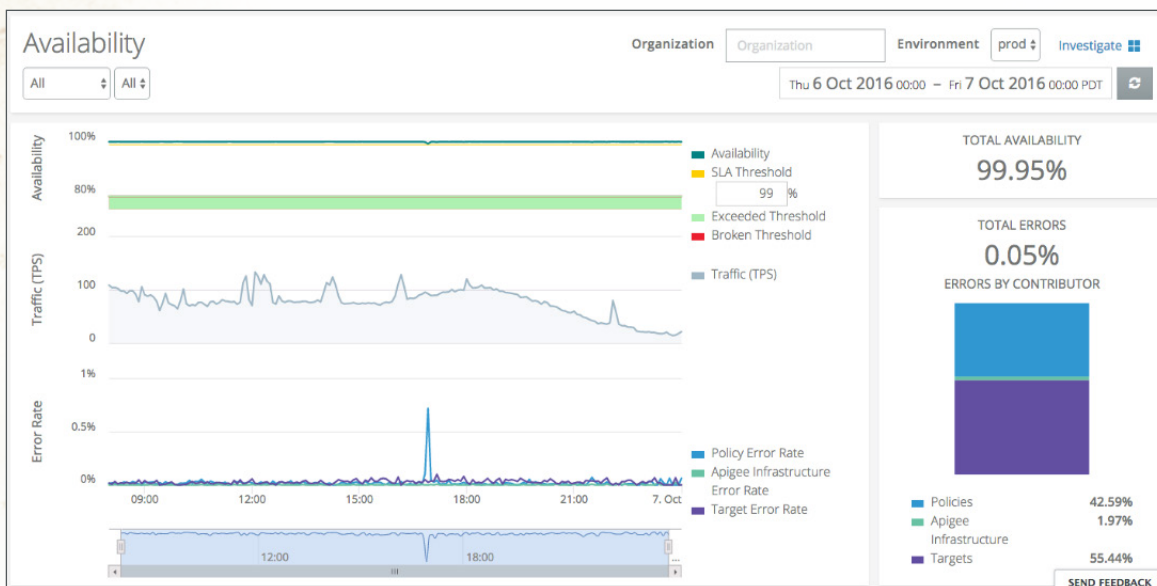 Availability
Organization
Organization
Environment
prod
Investigate
All
All
Thu 6 Oct 2016 00:00 – Fri 7 Oct 2016 00:00 PDT
Availability
100%
80%
Availability
SLA Threshold
99 %
Exceeded Threshold
Broken Threshold
Traffic (TPS)
200
100
0
Traffic (TPS)
Error Rate
1%
0.5%
0%
09:00
12:00
15:00
18:00
21:00
7. Oct
Policy Error Rate
Apigee Infrastructure
Error Rate
Target Error Rate
12:00
18:00
...
TOTAL AVAILABILITY
99.95%
TOTAL ERRORS
0.05%
ERRORS BY CONTRIBUTOR
Policies 42.59%
Apigee 1.97%
Infrastructure
Targets 55.44%
SEND FEEDBACK